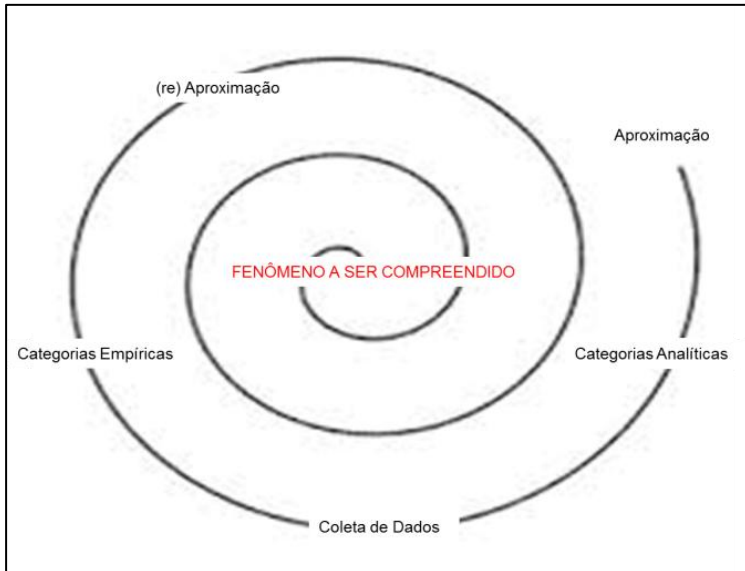 (re) Aproximação
Aproximação
FENÔMENO A SER COMPREENDIDO
Categorias Empíricas
Categorias Analíticas
Coleta de Dados